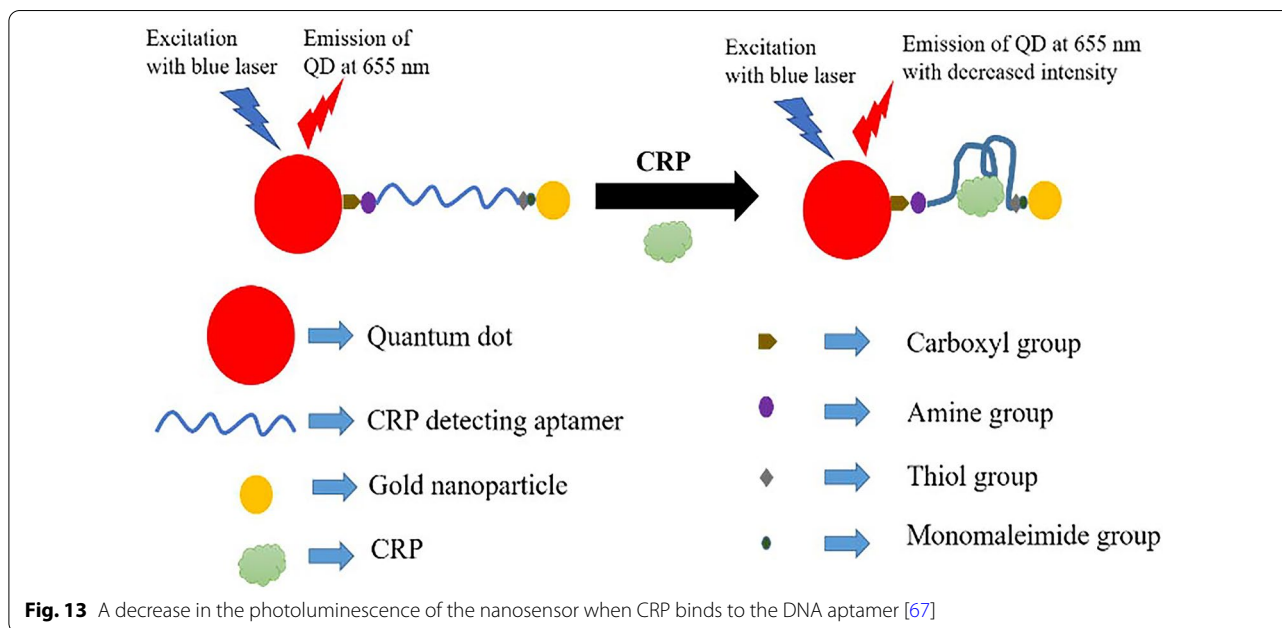 Excitation
with blue laser
Emission of
QD at 655 nm
CRP
Excitation
with blue laser
Emission of QD at 655 nm
with decreased intensity
Quantum dot
CRP detecting aptamer
Gold nanoparticle
CRP
Carboxyl group
Amine group
Thiol group
Monomaleimide group
Fig. 13 A decrease in the photoluminescence of the nanosensor when CRP binds to the DNA aptamer [67]